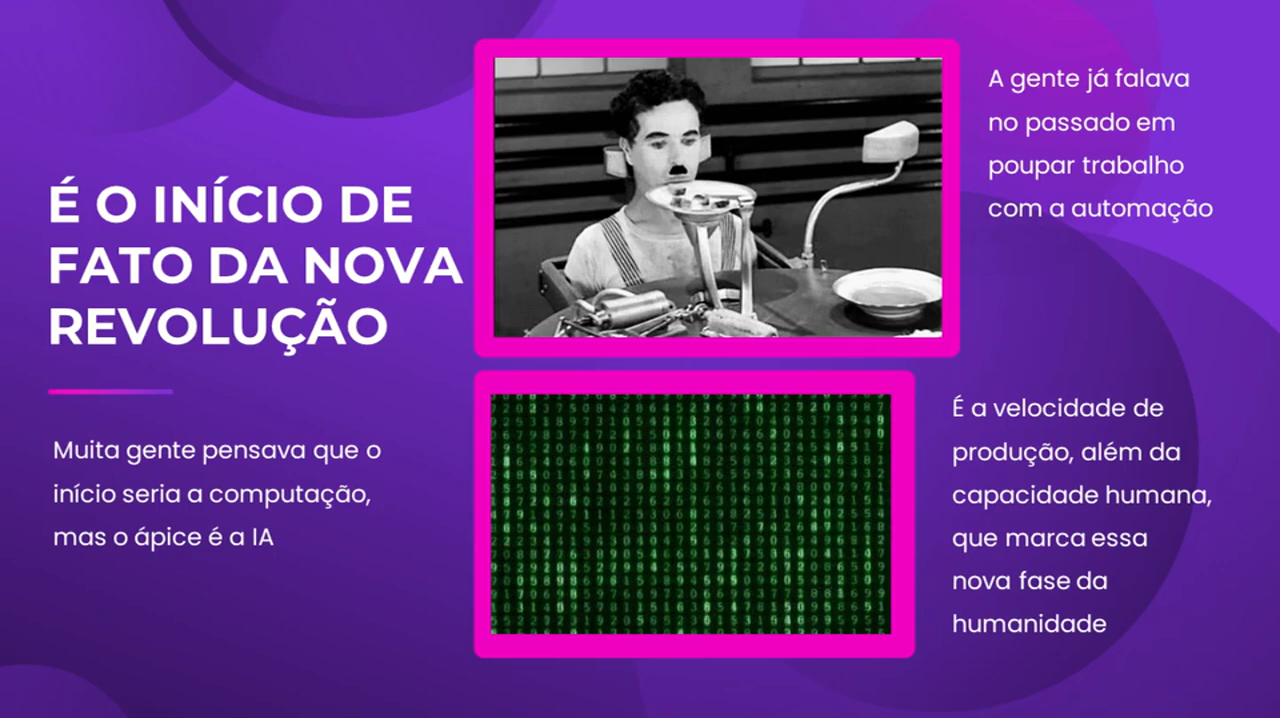 É O INÍCIO DE
FATO DA NOVA
REVOLUÇÃO
Muita gente pensava que o
início seria a computação,
mas o ápice é a IA
A gente já falava
no passado em
poupar trabalho
com a automação
É a velocidade de
produção, além da
capacidade humana,
que marca essa
nova fase da
humanidade